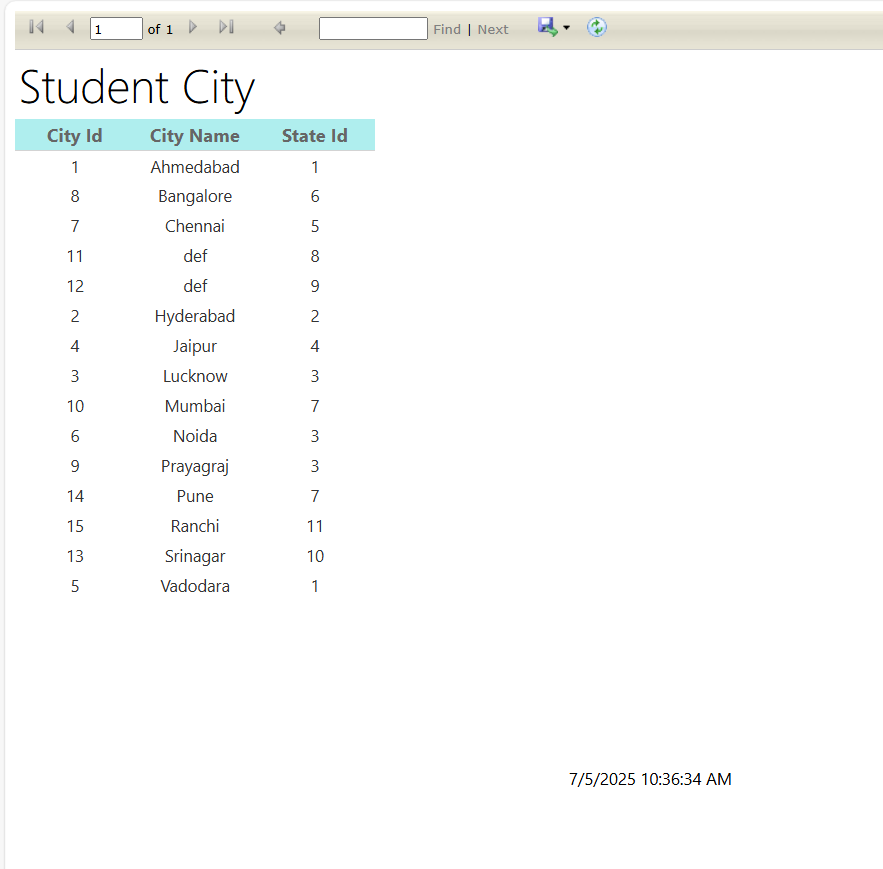 1 of 1 Find | Next
Student City
City Id City Name State Id
1 Ahmedabad 1
8 Bangalore 6
7 Chennai 5
11 def 8
12 def 9
2 Hyderabad 2
4 Jaipur 4
3 Lucknow 3
10 Mumbai 7
6 Noida 3
9 Prayagraj 3
14 Pune 7
15 Ranchi 11
13 Srinagar 10
5 Vadodara 1
7/5/2025 10:36:34 AM